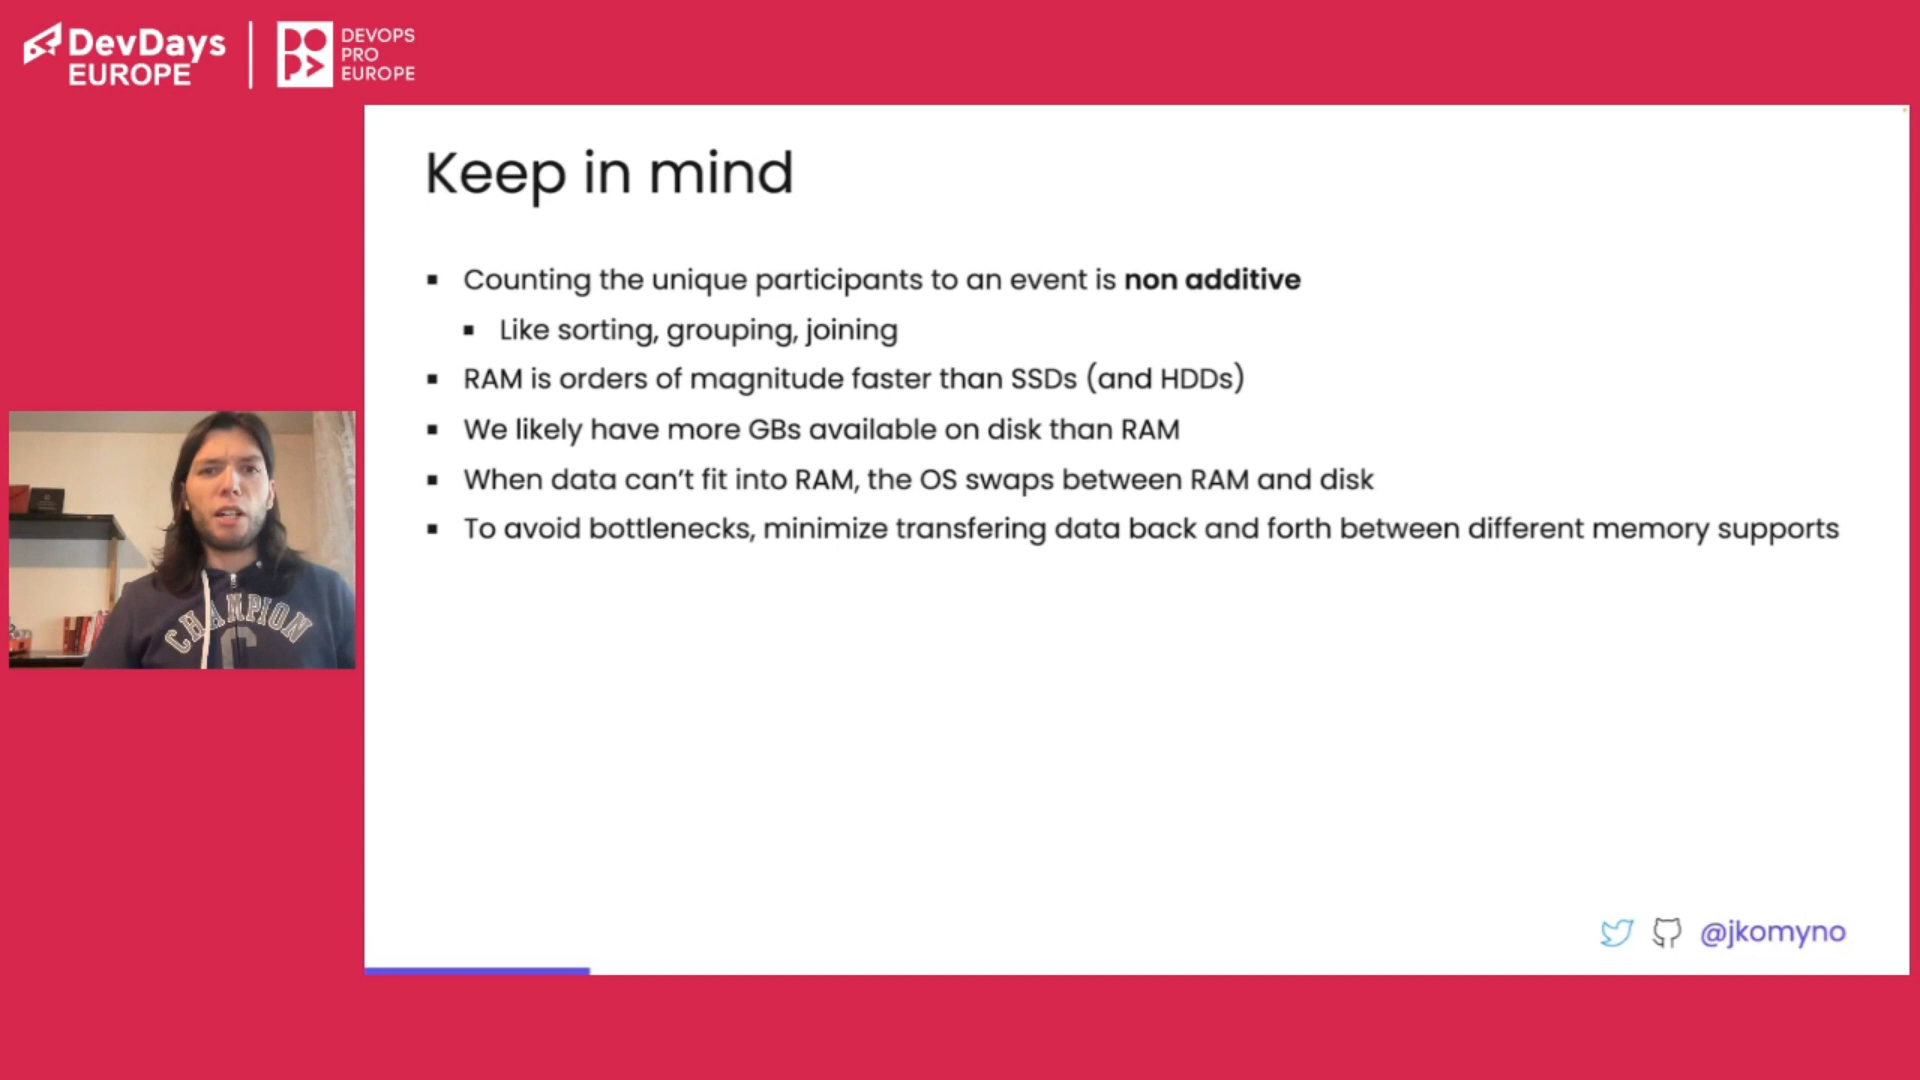 DevDays
EUROPE
DEVOPS
PRO
EUROPE
Keep in mind
Counting the unique participants to an event is non additive
Like sorting, grouping, joining
RAM is orders of magnitude faster than SSDs (and HDDs)
We likely have more GBs available on disk than RAM
When data can't fit into RAM, the OS swaps between RAM and disk
To avoid bottlenecks, minimize transfering data back and forth between different memory supports
CHAMPION
C
@jkomyno